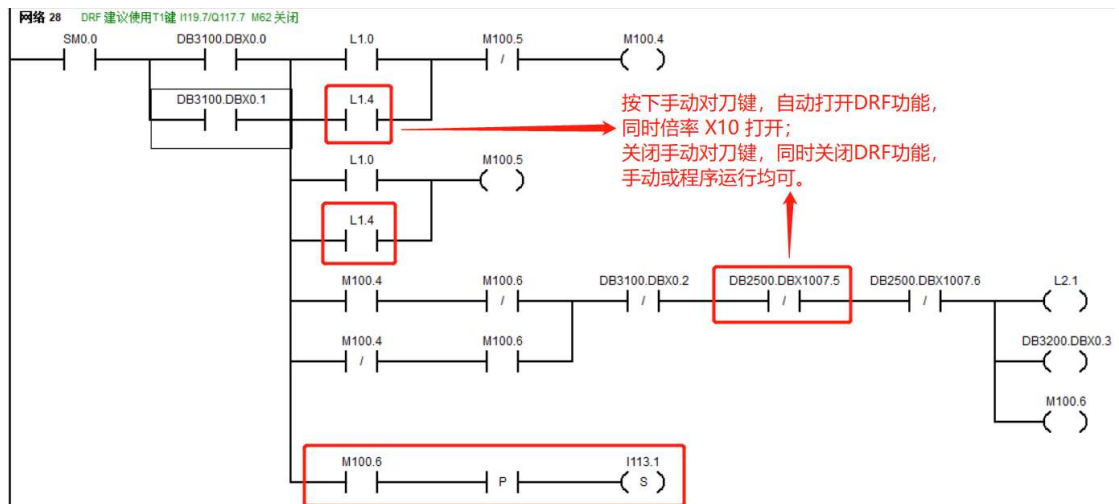 网络 28 DRF 建议使用T1键 I119.7/Q117.7 M62 关闭
SM0.0 DB3100.DBX0.0 L1.0 M100.5 M100.4
/
DB3100.DBX0.1 L1.4
按下手动对刀键，自动打开DRF功能，
同时倍率 X10 打开；
关闭手动对刀键，同时关闭DRF功能，
手动或程序运行均可。
L1.0 M100.5
L1.4
M100.4 M100.6 DB3100.DBX0.2 DB2500.DBX1007.5 DB2500.DBX1007.6 L2.1
/ / / /
M100.4 M100.6 DB3200.DBX0.3
/
M100.6
M100.6 I113.1
P S